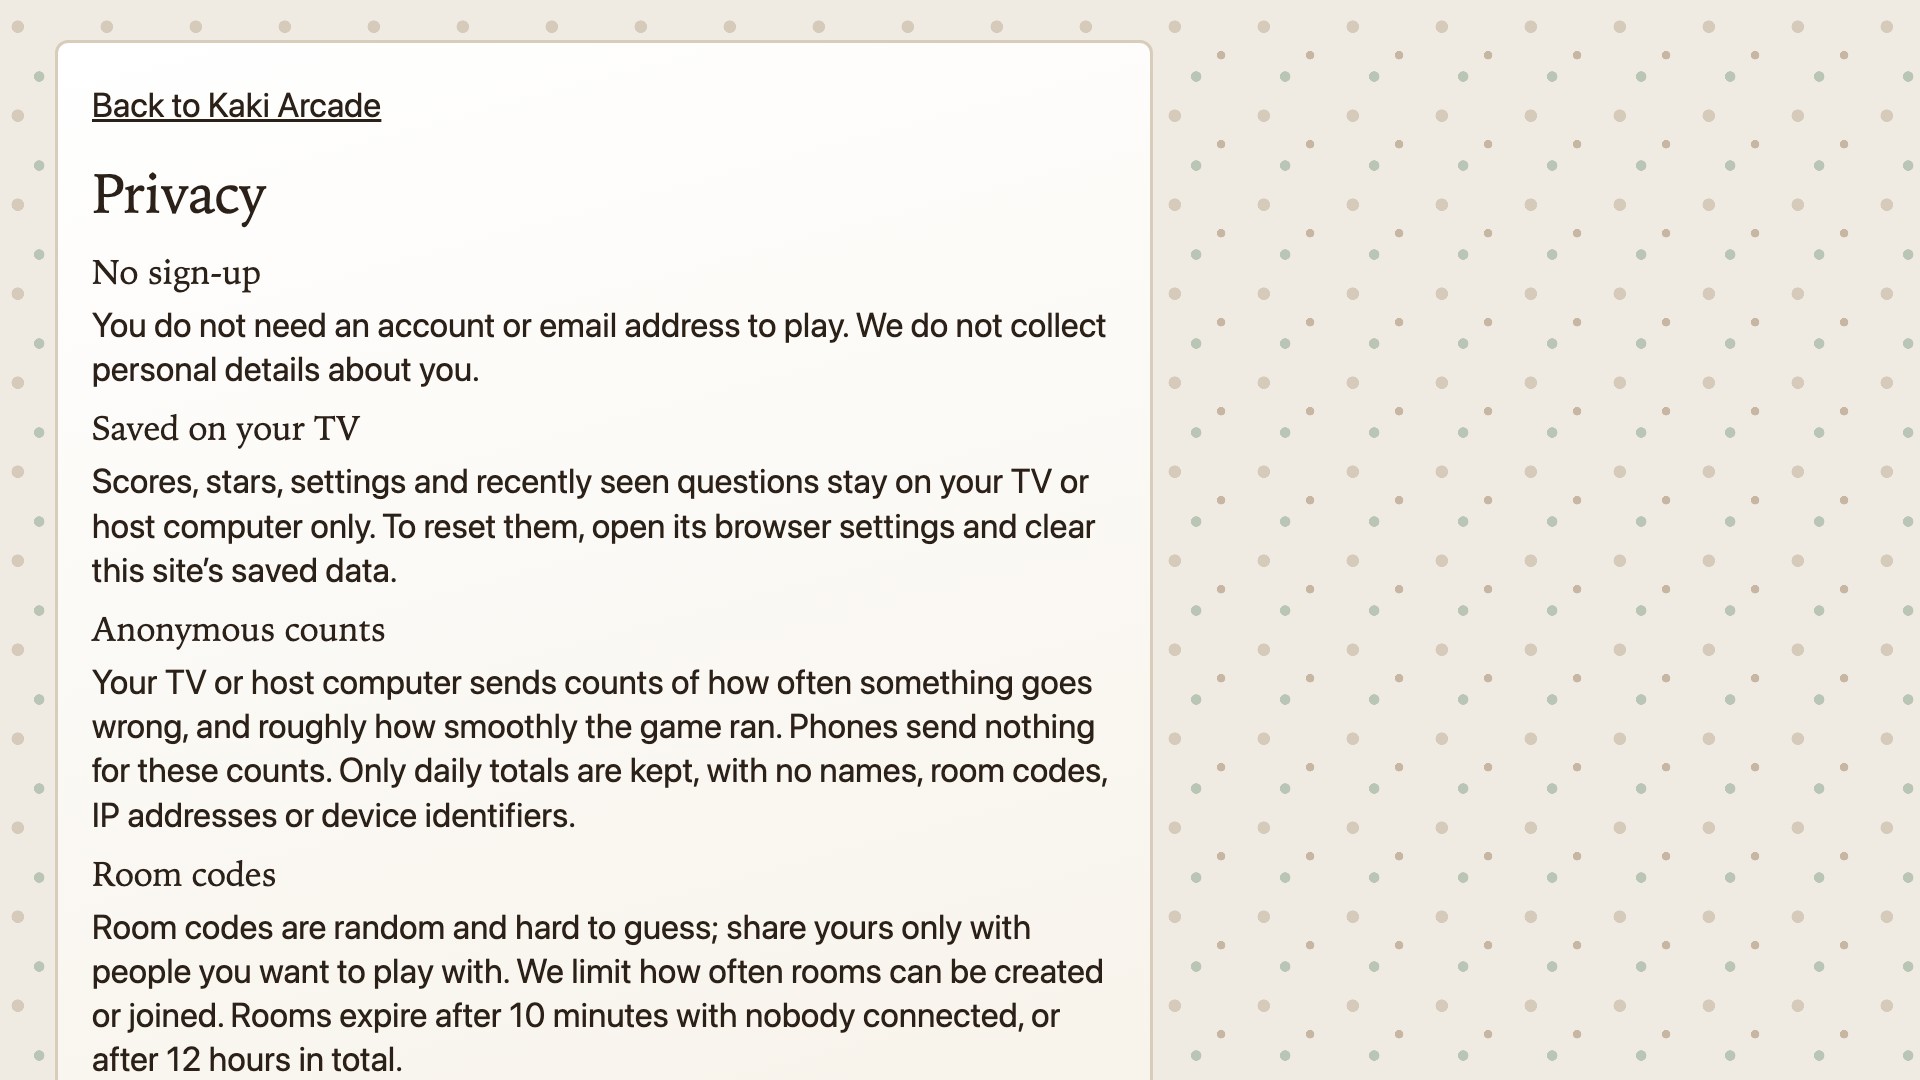 Back to Kaki Arcade
Privacy
No sign-up
You do not need an account or email address to play. We do not collect
personal details about you.
Saved on your TV
Scores, stars, settings and recently seen questions stay on your TV or
host computer only. To reset them, open its browser settings and clear
this site’s saved data.
Anonymous counts
Your TV or host computer sends counts of how often something goes
wrong, and roughly how smoothly the game ran. Phones send nothing
for these counts. Only daily totals are kept, with no names, room codes,
IP addresses or device identifiers.
Room codes
Room codes are random and hard to guess; share yours only with
people you want to play with. We limit how often rooms can be created
or joined. Rooms expire after 10 minutes with nobody connected, or
after 12 hours in total.